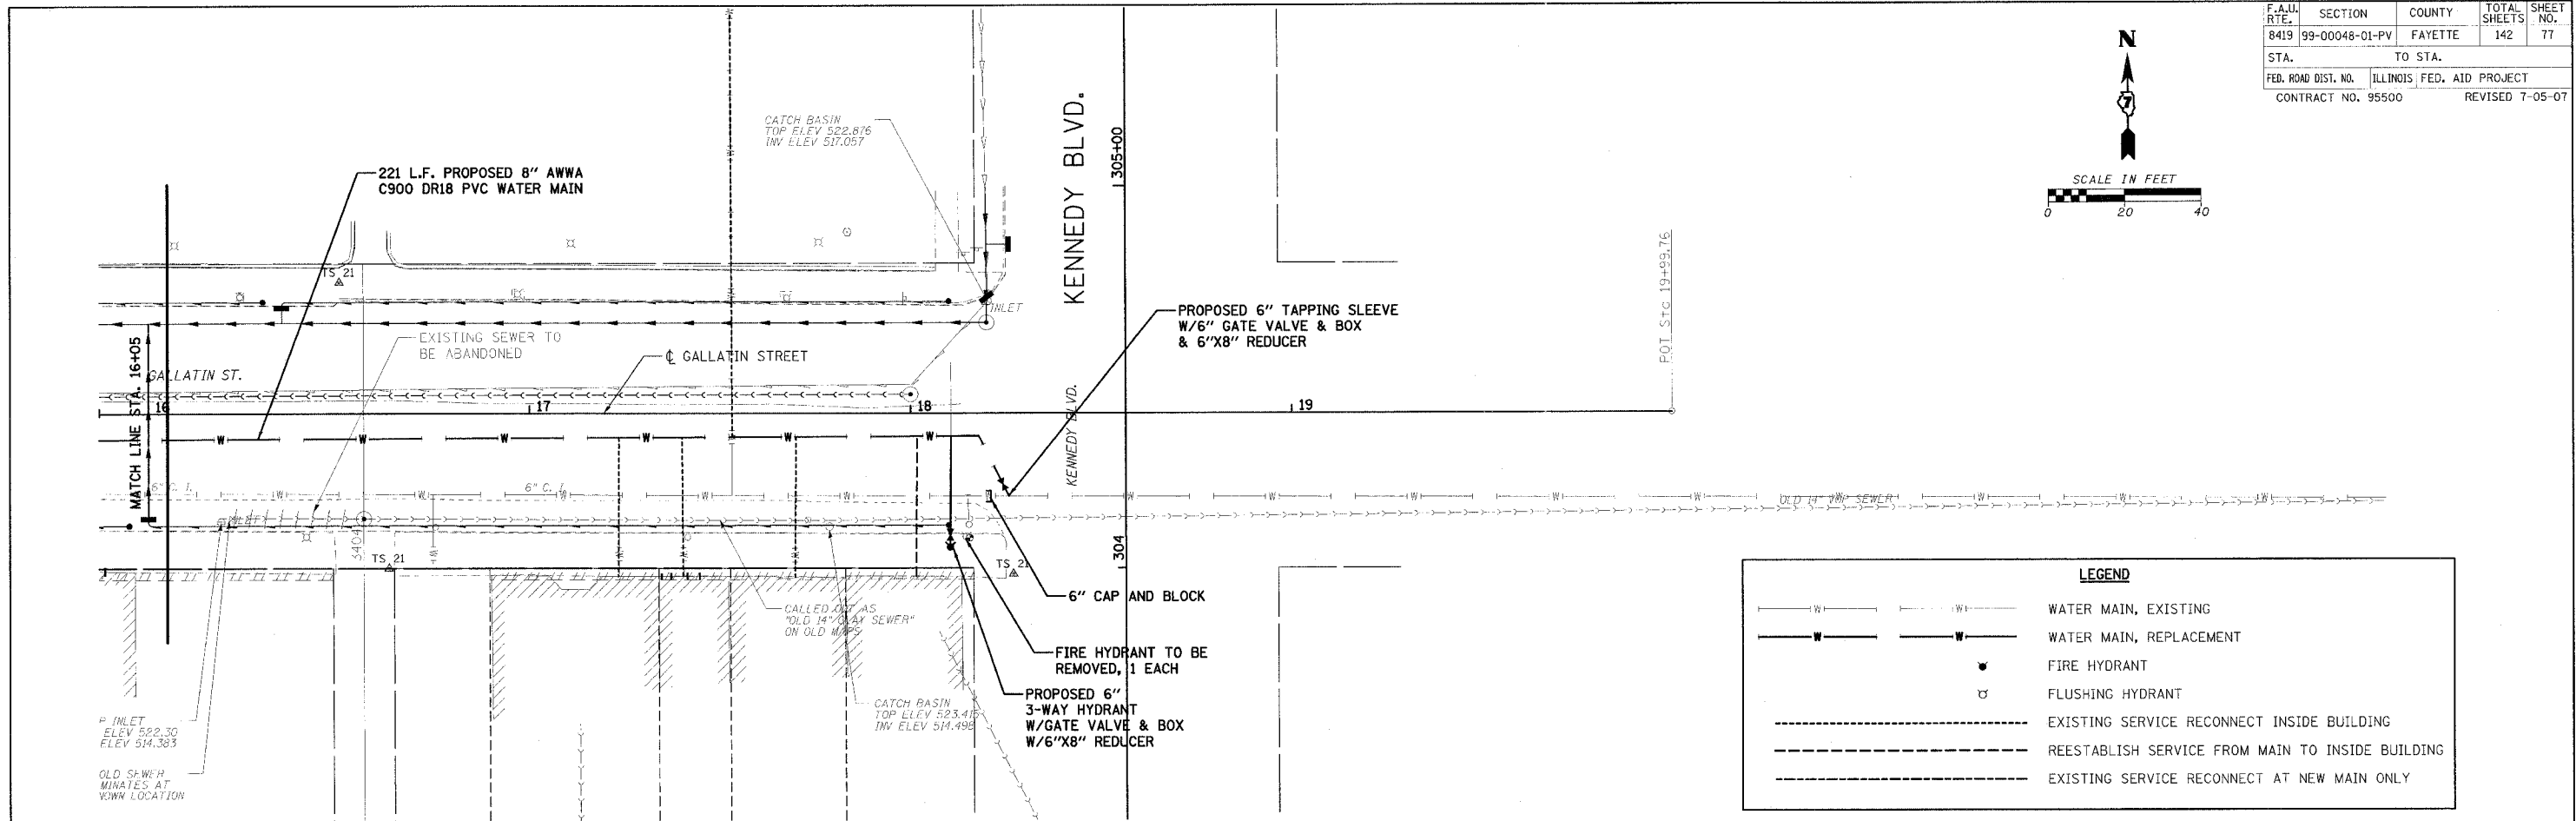 F.A.U. RTE. SECTION COUNTY TOTAL SHEETS SHEET NO.
8419 99-00048-01-PV FAYETTE 142 77
STA. TO STA.
FED. ROAD DIST. NO. ILLINOIS FED. AID PROJECT
CONTRACT NO. 95500 REVISED 7-05-07
N
7
SCALE IN FEET
0 20 40
CATCH BASIN
TOP ELEV 522.876
INV ELEV 517.057
KENNEDY BLVD.
305+00
221 L.F. PROPOSED 8" AWWA
C900 DR18 PVC WATER MAIN
TS 21
INLET
PROPOSED 6" TAPPING SLEEVE
W/6" GATE VALVE & BOX
& 6"X8" REDUCER
POT Sta 19+99.76
EXISTING SEWER TO
BE ABANDONED
℄ GALLATIN STREET
MATCH LINE STA. 16+05
GALLATIN ST.
16 17 18 19
KENNEDY BLVD.
W W W W W W
6" C. I. 6" C. I.
OLD 14" SEWER
INLET
3404
304
TS 21
TS 21
CALLED OUT AS
"OLD 14" CLAY SEWER"
ON OLD MAPS
6" CAP AND BLOCK
FIRE HYDRANT TO BE
REMOVED, 1 EACH
PROPOSED 6"
3-WAY HYDRANT
W/GATE VALVE & BOX
W/6"X8" REDUCER
CATCH BASIN
TOP ELEV 523.415
INV ELEV 514.498
P INLET
ELEV 522.30
ELEV 514.383
OLD SEWER
MINATES AT
LOCATION
LEGEND
W W WATER MAIN, EXISTING
W W WATER MAIN, REPLACEMENT
FIRE HYDRANT
FLUSHING HYDRANT
EXISTING SERVICE RECONNECT INSIDE BUILDING
REESTABLISH SERVICE FROM MAIN TO INSIDE BUILDING
EXISTING SERVICE RECONNECT AT NEW MAIN ONLY